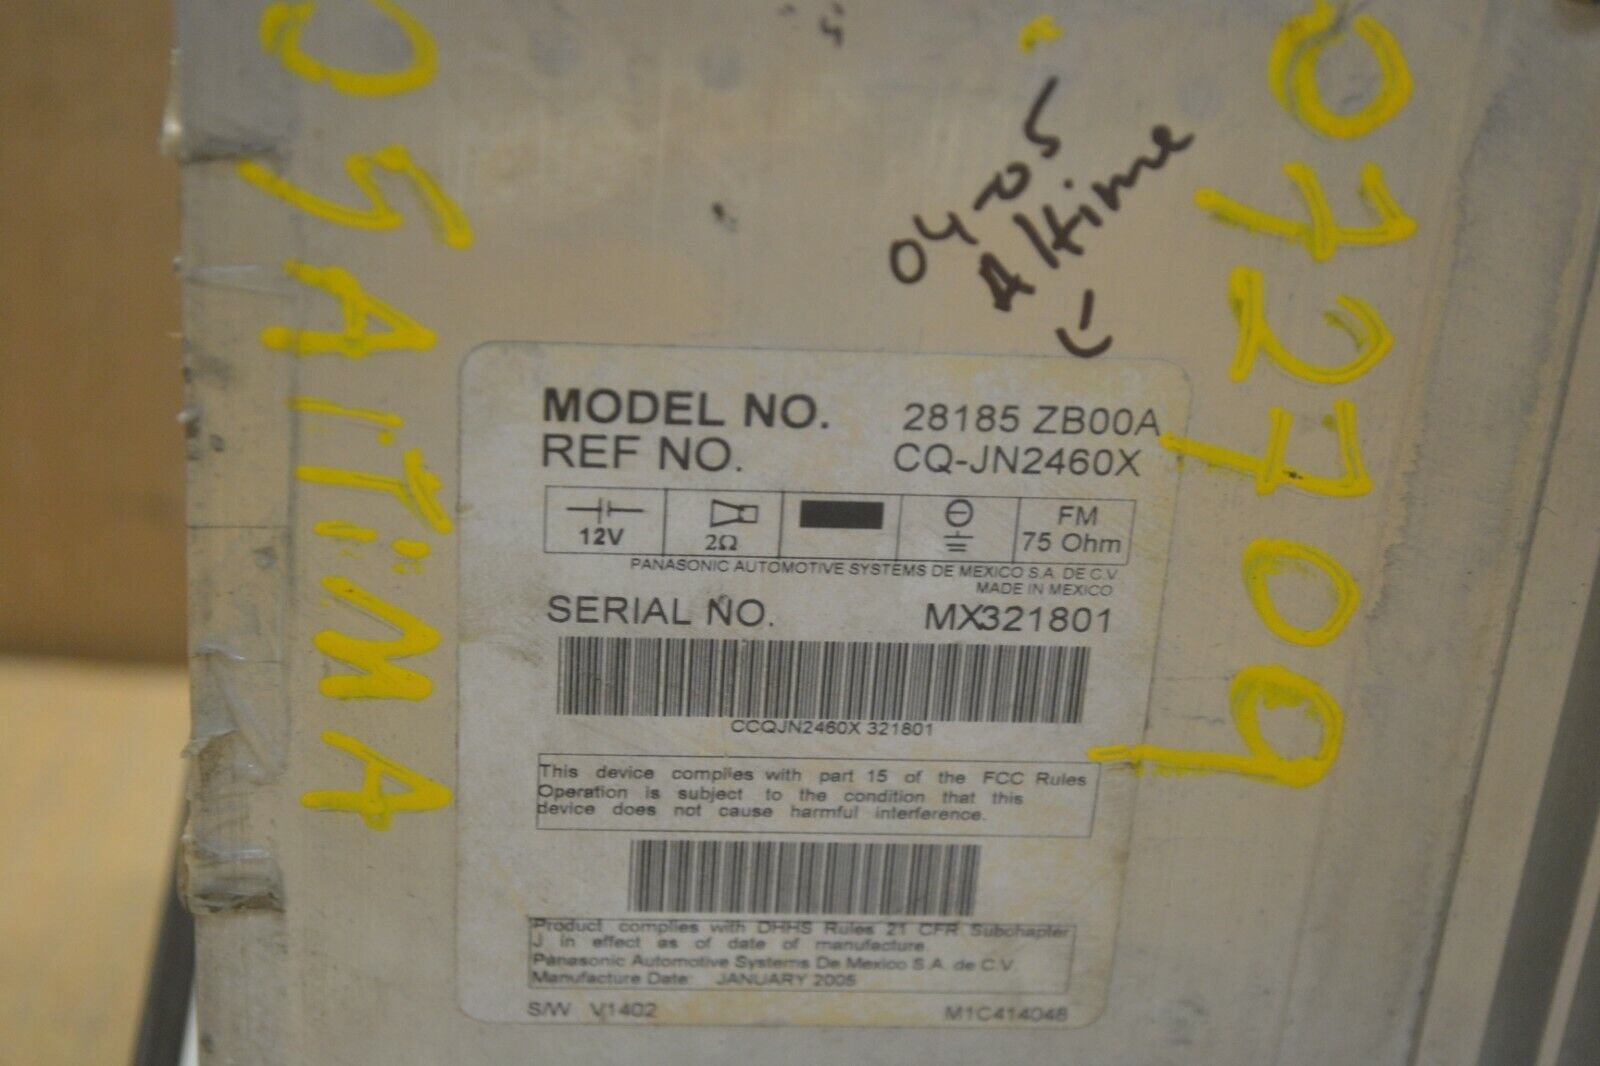 05 ALTIMA
04-05
Altima
072709
MODEL NO. 28185 ZB00A
REF NO. CQ-JN2460X
12V
2Ω
FM
75 Ohm
PANASONIC AUTOMOTIVE SYSTEMS DE MEXICO S.A. DE C.V.
MADE IN MEXICO
SERIAL NO. MX321801
CCQJN2460X 321801
This device complies with part 15 of the FCC Rules
Operation is subject to the condition that this
device does not cause harmful interference.
Product complies with DHHS Rules 21 CFR Subchapter
J in effect as of date of manufacture.
Panasonic Automotive Systems De Mexico S.A. de C.V.
Manufacture Date: JANUARY 2005
S/W V1402 M1C414048